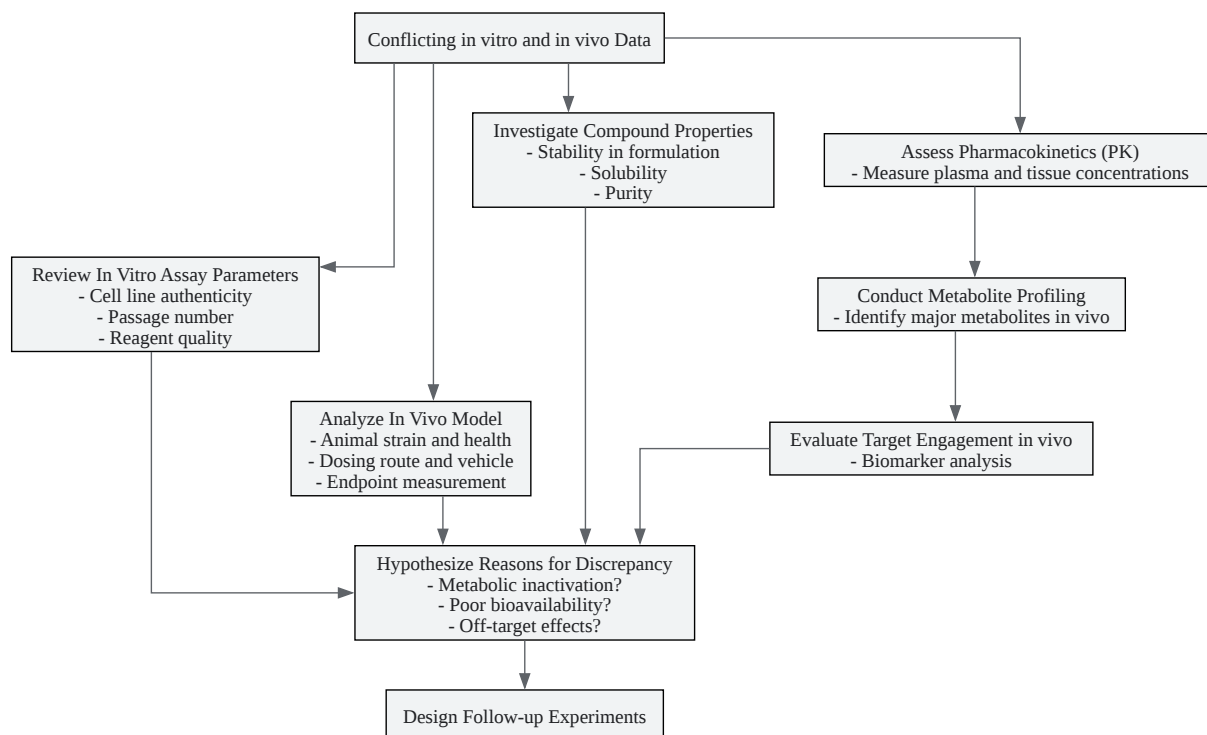 Conflicting in vitro and in vivo Data
Investigate Compound Properties
- Stability in formulation
- Solubility
- Purity
Assess Pharmacokinetics (PK)
- Measure plasma and tissue concentrations
Review In Vitro Assay Parameters
- Cell line authenticity
- Passage number
- Reagent quality
Conduct Metabolite Profiling
- Identify major metabolites in vivo
Analyze In Vivo Model
- Animal strain and health
- Dosing route and vehicle
- Endpoint measurement
Evaluate Target Engagement in vivo
- Biomarker analysis
Hypothesize Reasons for Discrepancy
- Metabolic inactivation?
- Poor bioavailability?
- Off-target effects?
Design Follow-up Experiments